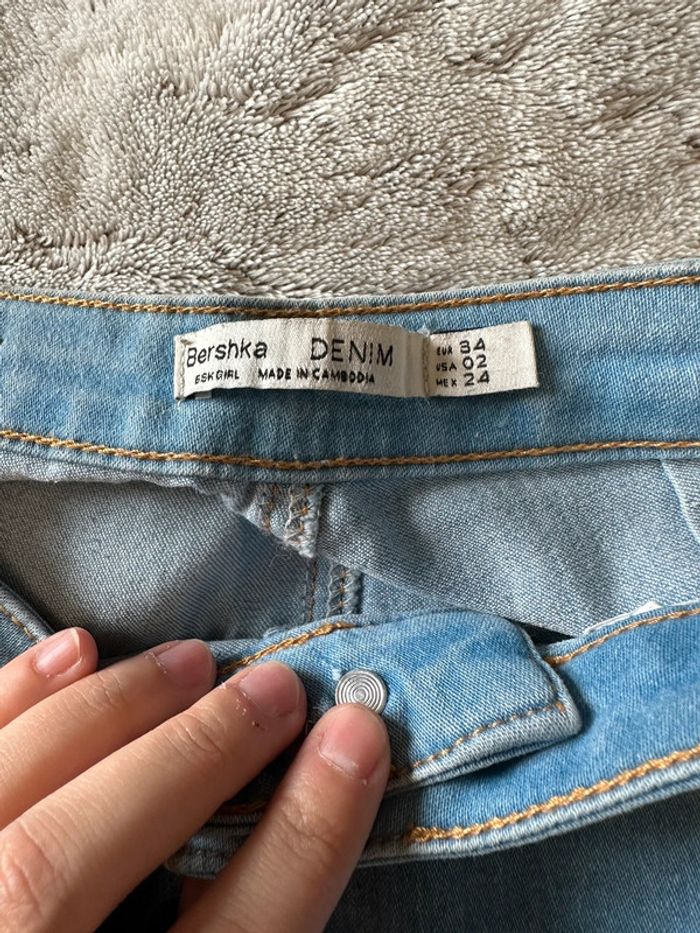 Bershka DENIM
BSKGIRL MADE IN CAMBODIA
EUR 34
USA 02
MEX 24